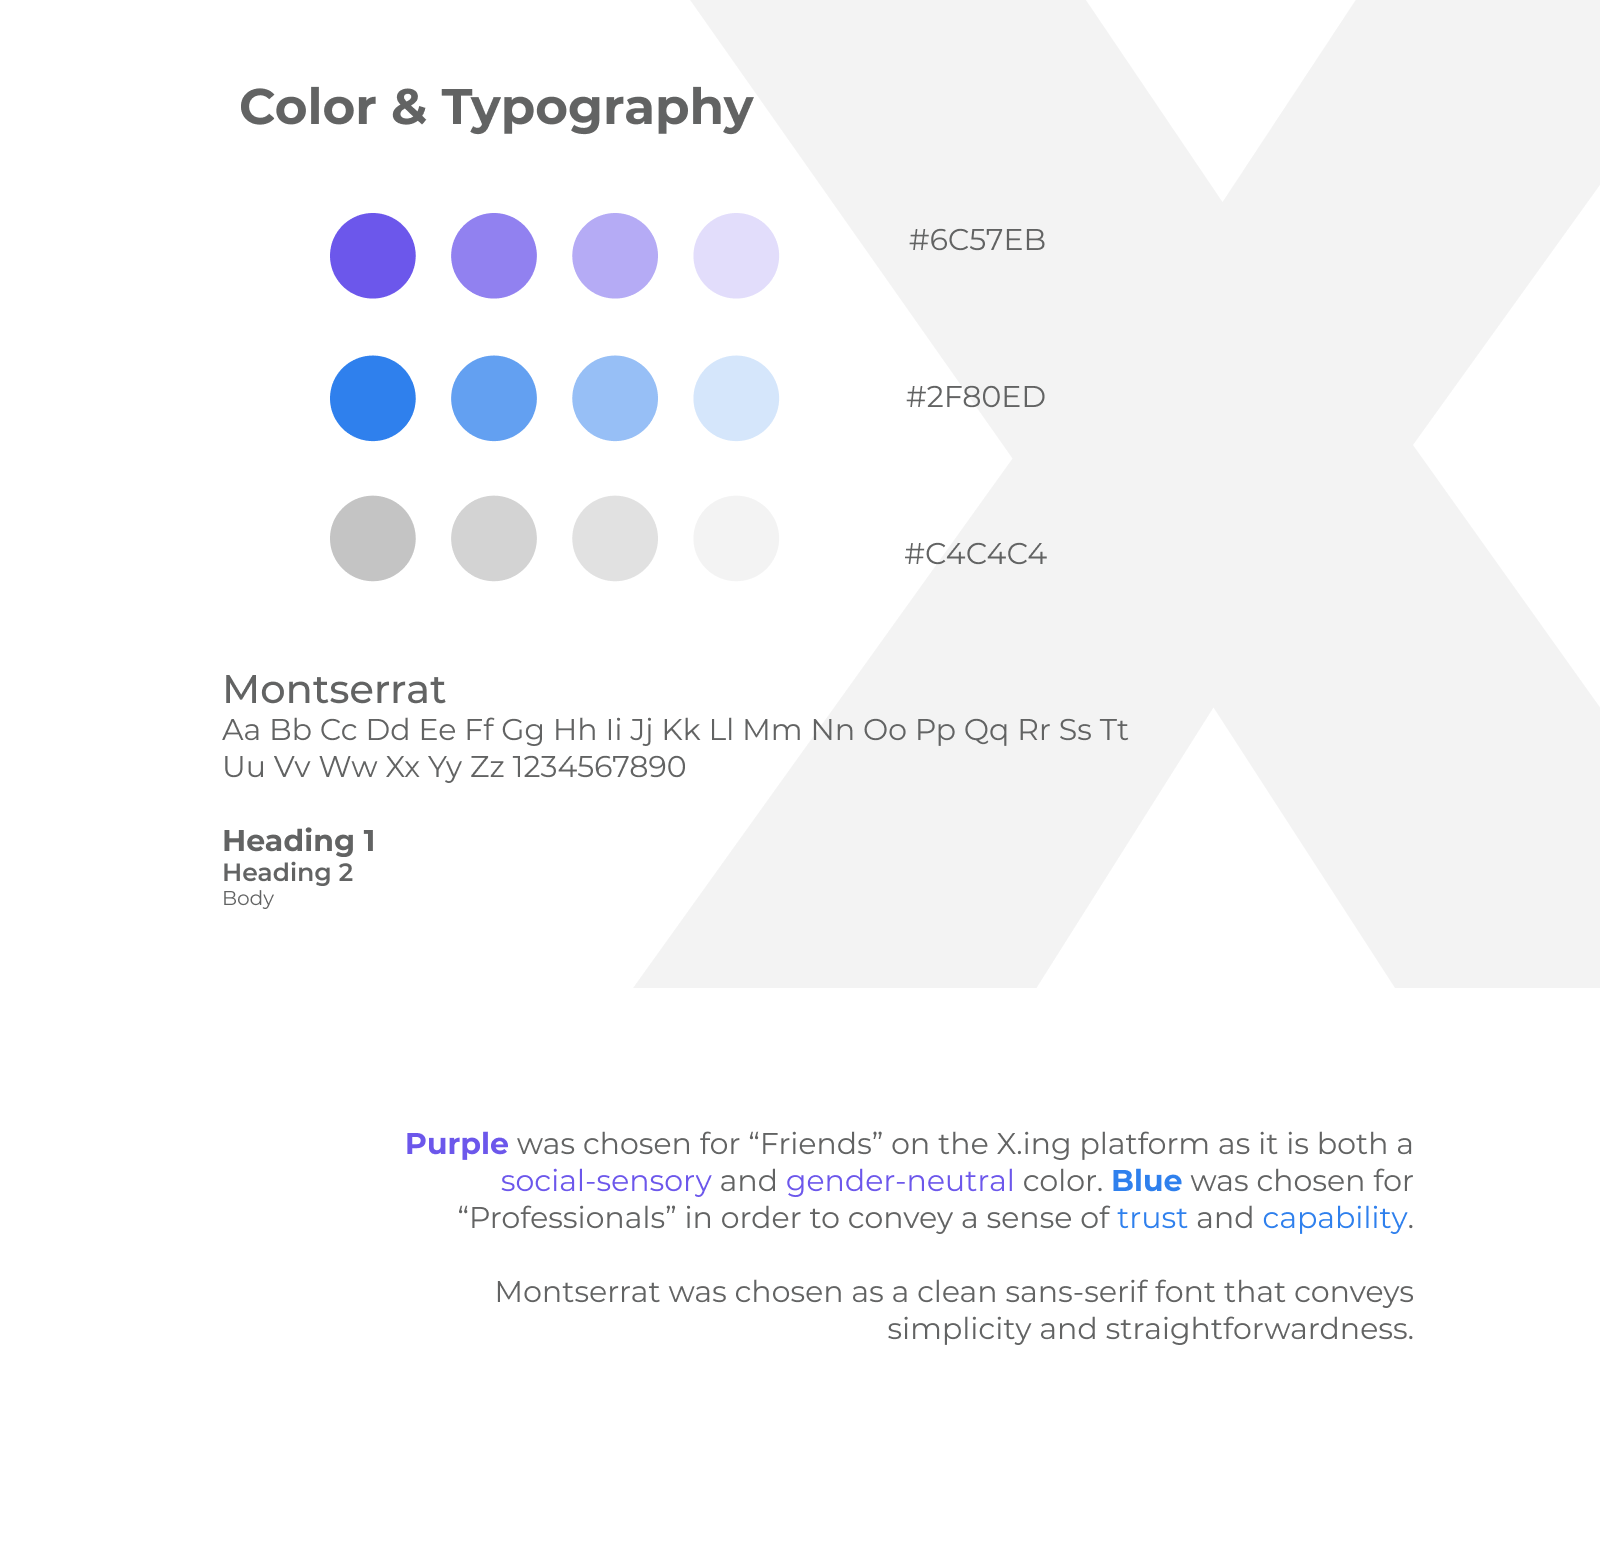 Color & Typography
#6C57EB
#2F80ED
#C4C4C4
Montserrat
Aa Bb Cc Dd Ee Ff Gg Hh Ii Jj Kk Ll Mm Nn Oo Pp Qq Rr Ss Tt
Uu Vv Ww Xx Yy Zz 1234567890
Heading 1
Heading 2
Body
Purple was chosen for “Friends” on the X.ing platform as it is both a
social-sensory and gender-neutral color. Blue was chosen for
“Professionals” in order to convey a sense of trust and capability.
Montserrat was chosen as a clean sans-serif font that conveys
simplicity and straightforwardness.